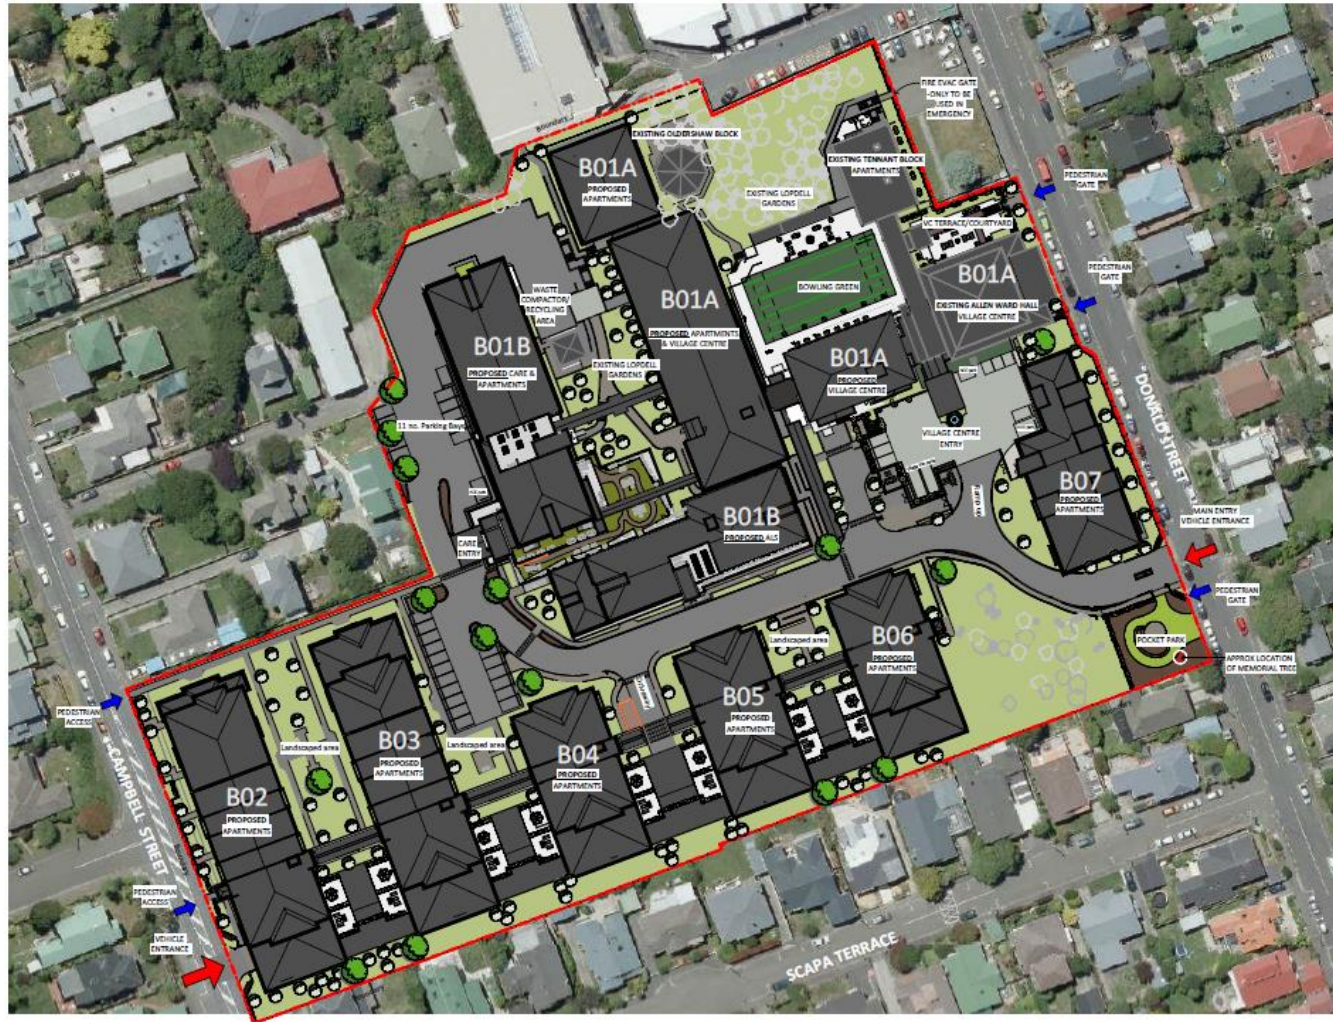 FIRE EVAC GATE
-ONLY TO BE
USED IN
EMERGENCY
Boundary
EXISTING OLDERSHAW BLOCK
B01A
PROPOSED
APARTMENTS
EXISTING TENNANT BLOCK
APARTMENTS
PEDESTRIAN
GATE
EXISTING LOPDELL
GARDENS
VC TERRACE/COURTYARD
B01A
EXISTING ALLEN WARD HALL
VILLAGE CENTRE
PEDESTRIAN
GATE
BOWLING GREEN
WASTE
COMPACTOR/
RECYCLING
AREA
B01A
PROPOSED APARTMENTS
& VILLAGE CENTRE
B01B
PROPOSED CARE &
APARTMENTS
EXISTING LOPDELL
GARDENS
B01A
PROPOSED
VILLAGE CENTRE
DONALD STREET
11 no. Parking Bays
VILLAGE CENTRE
ENTRY
B07
PROPOSED
APARTMENTS
B01B
PROPOSED ALS
MAIN ENTRY
VEHICLE ENTRANCE
CARE
ENTRY
PEDESTRIAN
GATE
POCKET PARK
APPROX LOCATION
OF MEMORIAL TREE
B06
PROPOSED
APARTMENTS
Landscaped area
B05
PROPOSED
APARTMENTS
PEDESTRIAN
ACCESS
Landscaped area
B03
PROPOSED
APARTMENTS
Landscaped area
B04
PROPOSED
APARTMENTS
B02
PROPOSED
APARTMENTS
CAMPBELL STREET
PEDESTRIAN
ACCESS
VEHICLE
ENTRANCE
SCAPA TERRACE